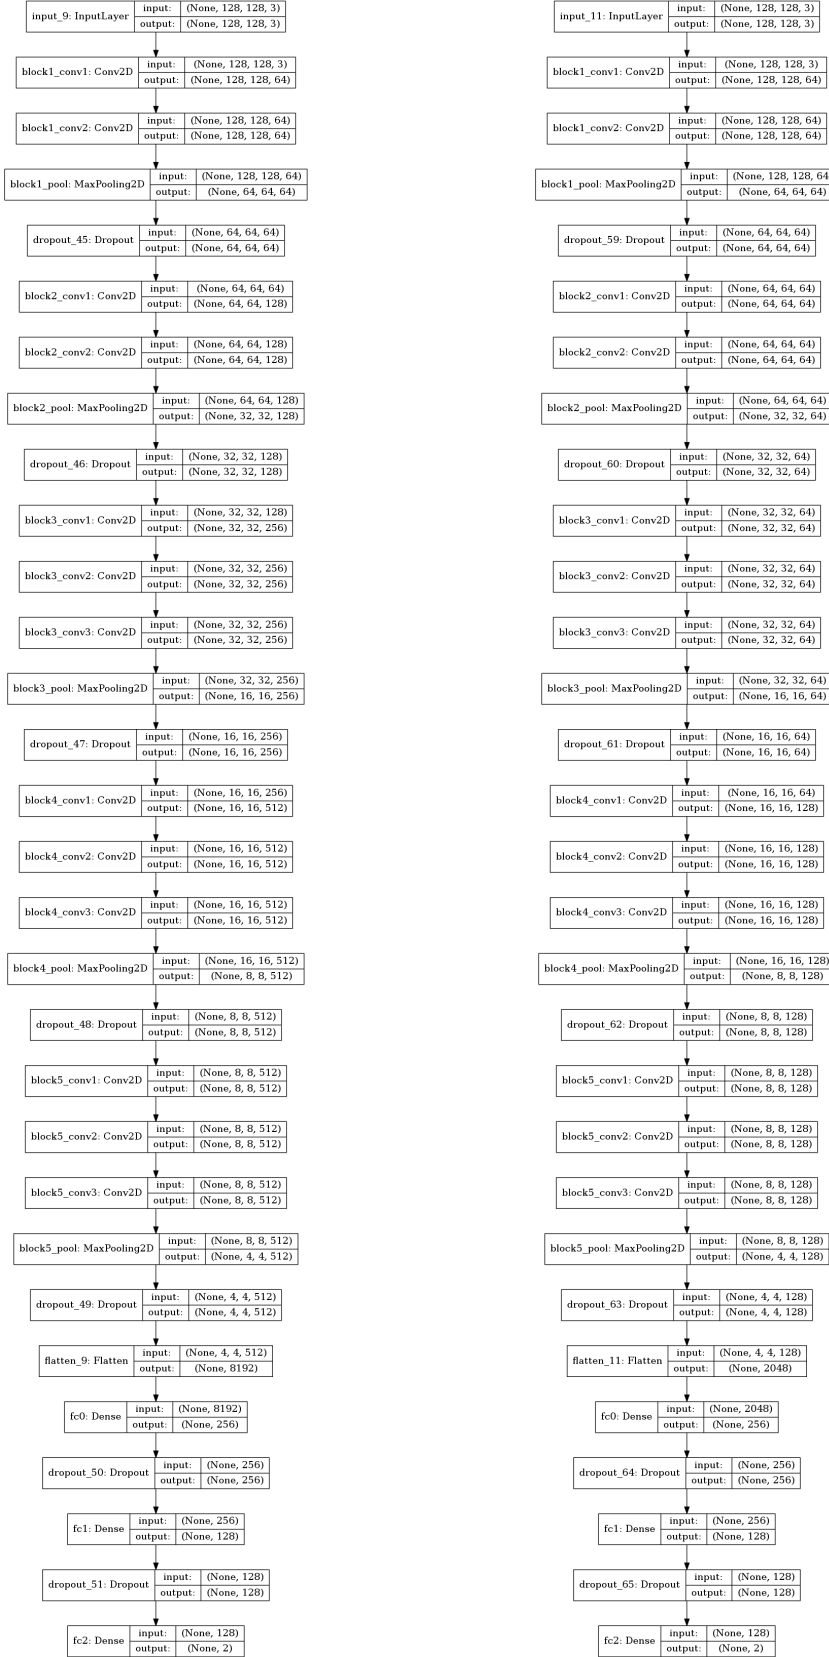 input_9: InputLayer
input: (None, 128, 128, 3)
output: (None, 128, 128, 3)
block1_conv1: Conv2D
input: (None, 128, 128, 3)
output: (None, 128, 128, 64)
block1_conv2: Conv2D
input: (None, 128, 128, 64)
output: (None, 128, 128, 64)
block1_pool: MaxPooling2D
input: (None, 128, 128, 64)
output: (None, 64, 64, 64)
dropout_45: Dropout
input: (None, 64, 64, 64)
output: (None, 64, 64, 64)
block2_conv1: Conv2D
input: (None, 64, 64, 64)
output: (None, 64, 64, 128)
block2_conv2: Conv2D
input: (None, 64, 64, 128)
output: (None, 64, 64, 128)
block2_pool: MaxPooling2D
input: (None, 64, 64, 128)
output: (None, 32, 32, 128)
dropout_46: Dropout
input: (None, 32, 32, 128)
output: (None, 32, 32, 128)
block3_conv1: Conv2D
input: (None, 32, 32, 128)
output: (None, 32, 32, 256)
block3_conv2: Conv2D
input: (None, 32, 32, 256)
output: (None, 32, 32, 256)
block3_conv3: Conv2D
input: (None, 32, 32, 256)
output: (None, 32, 32, 256)
block3_pool: MaxPooling2D
input: (None, 32, 32, 256)
output: (None, 16, 16, 256)
dropout_47: Dropout
input: (None, 16, 16, 256)
output: (None, 16, 16, 256)
block4_conv1: Conv2D
input: (None, 16, 16, 256)
output: (None, 16, 16, 512)
block4_conv2: Conv2D
input: (None, 16, 16, 512)
output: (None, 16, 16, 512)
block4_conv3: Conv2D
input: (None, 16, 16, 512)
output: (None, 16, 16, 512)
block4_pool: MaxPooling2D
input: (None, 16, 16, 512)
output: (None, 8, 8, 512)
dropout_48: Dropout
input: (None, 8, 8, 512)
output: (None, 8, 8, 512)
block5_conv1: Conv2D
input: (None, 8, 8, 512)
output: (None, 8, 8, 512)
block5_conv2: Conv2D
input: (None, 8, 8, 512)
output: (None, 8, 8, 512)
block5_conv3: Conv2D
input: (None, 8, 8, 512)
output: (None, 8, 8, 512)
block5_pool: MaxPooling2D
input: (None, 8, 8, 512)
output: (None, 4, 4, 512)
dropout_49: Dropout
input: (None, 4, 4, 512)
output: (None, 4, 4, 512)
flatten_9: Flatten
input: (None, 4, 4, 512)
output: (None, 8192)
fc0: Dense
input: (None, 8192)
output: (None, 256)
dropout_50: Dropout
input: (None, 256)
output: (None, 256)
fc1: Dense
input: (None, 256)
output: (None, 128)
dropout_51: Dropout
input: (None, 128)
output: (None, 128)
fc2: Dense
input: (None, 128)
output: (None, 2)
input_11: InputLayer
input: (None, 128, 128, 3)
output: (None, 128, 128, 3)
block1_conv1: Conv2D
input: (None, 128, 128, 3)
output: (None, 128, 128, 64)
block1_conv2: Conv2D
input: (None, 128, 128, 64)
output: (None, 128, 128, 64)
block1_pool: MaxPooling2D
input: (None, 128, 128, 64
output: (None, 64, 64, 64)
dropout_59: Dropout
input: (None, 64, 64, 64)
output: (None, 64, 64, 64)
block2_conv1: Conv2D
input: (None, 64, 64, 64)
output: (None, 64, 64, 64)
block2_conv2: Conv2D
input: (None, 64, 64, 64)
output: (None, 64, 64, 64)
block2_pool: MaxPooling2D
input: (None, 64, 64, 64)
output: (None, 32, 32, 64)
dropout_60: Dropout
input: (None, 32, 32, 64)
output: (None, 32, 32, 64)
block3_conv1: Conv2D
input: (None, 32, 32, 64)
output: (None, 32, 32, 64)
block3_conv2: Conv2D
input: (None, 32, 32, 64)
output: (None, 32, 32, 64)
block3_conv3: Conv2D
input: (None, 32, 32, 64)
output: (None, 32, 32, 64)
block3_pool: MaxPooling2D
input: (None, 32, 32, 64)
output: (None, 16, 16, 64)
dropout_61: Dropout
input: (None, 16, 16, 64)
output: (None, 16, 16, 64)
block4_conv1: Conv2D
input: (None, 16, 16, 64)
output: (None, 16, 16, 128)
block4_conv2: Conv2D
input: (None, 16, 16, 128)
output: (None, 16, 16, 128)
block4_conv3: Conv2D
input: (None, 16, 16, 128)
output: (None, 16, 16, 128)
block4_pool: MaxPooling2D
input: (None, 16, 16, 128)
output: (None, 8, 8, 128)
dropout_62: Dropout
input: (None, 8, 8, 128)
output: (None, 8, 8, 128)
block5_conv1: Conv2D
input: (None, 8, 8, 128)
output: (None, 8, 8, 128)
block5_conv2: Conv2D
input: (None, 8, 8, 128)
output: (None, 8, 8, 128)
block5_conv3: Conv2D
input: (None, 8, 8, 128)
output: (None, 8, 8, 128)
block5_pool: MaxPooling2D
input: (None, 8, 8, 128)
output: (None, 4, 4, 128)
dropout_63: Dropout
input: (None, 4, 4, 128)
output: (None, 4, 4, 128)
flatten_11: Flatten
input: (None, 4, 4, 128)
output: (None, 2048)
fc0: Dense
input: (None, 2048)
output: (None, 256)
dropout_64: Dropout
input: (None, 256)
output: (None, 256)
fc1: Dense
input: (None, 256)
output: (None, 128)
dropout_65: Dropout
input: (None, 128)
output: (None, 128)
fc2: Dense
input: (None, 128)
output: (None, 2)